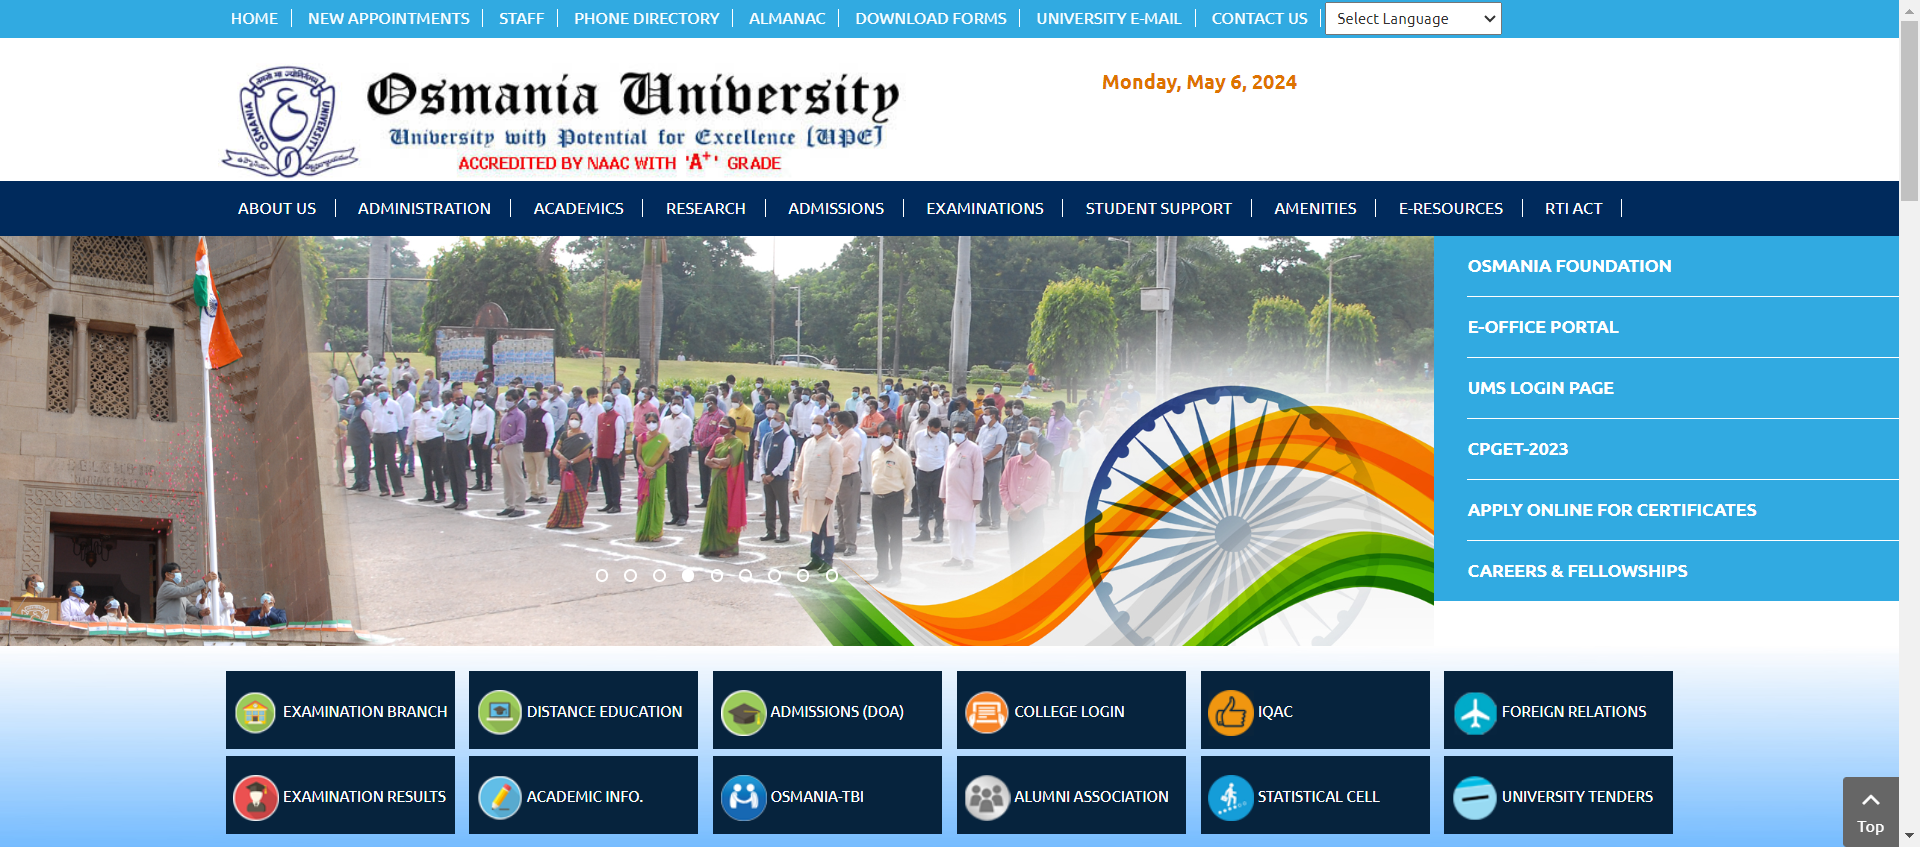 HOME
NEW APPOINTMENTS
STAFF
PHONE DIRECTORY
ALMANAC
DOWNLOAD FORMS
UNIVERSITY E-MAIL
CONTACT US
Select Language
OSMANIA UNIVERSITY
Osmania University
University with Potential for Excellence [UPE]
ACCREDITED BY NAAC WITH 'A+' GRADE
Monday, May 6, 2024
ABOUT US
ADMINISTRATION
ACADEMICS
RESEARCH
ADMISSIONS
EXAMINATIONS
STUDENT SUPPORT
AMENITIES
E-RESOURCES
RTI ACT
OSMANIA FOUNDATION
E-OFFICE PORTAL
UMS LOGIN PAGE
CPGET-2023
APPLY ONLINE FOR CERTIFICATES
CAREERS & FELLOWSHIPS
EXAMINATION BRANCH
DISTANCE EDUCATION
ADMISSIONS (DOA)
COLLEGE LOGIN
IQAC
FOREIGN RELATIONS
EXAMINATION RESULTS
ACADEMIC INFO.
OSMANIA-TBI
ALUMNI ASSOCIATION
STATISTICAL CELL
UNIVERSITY TENDERS
Top